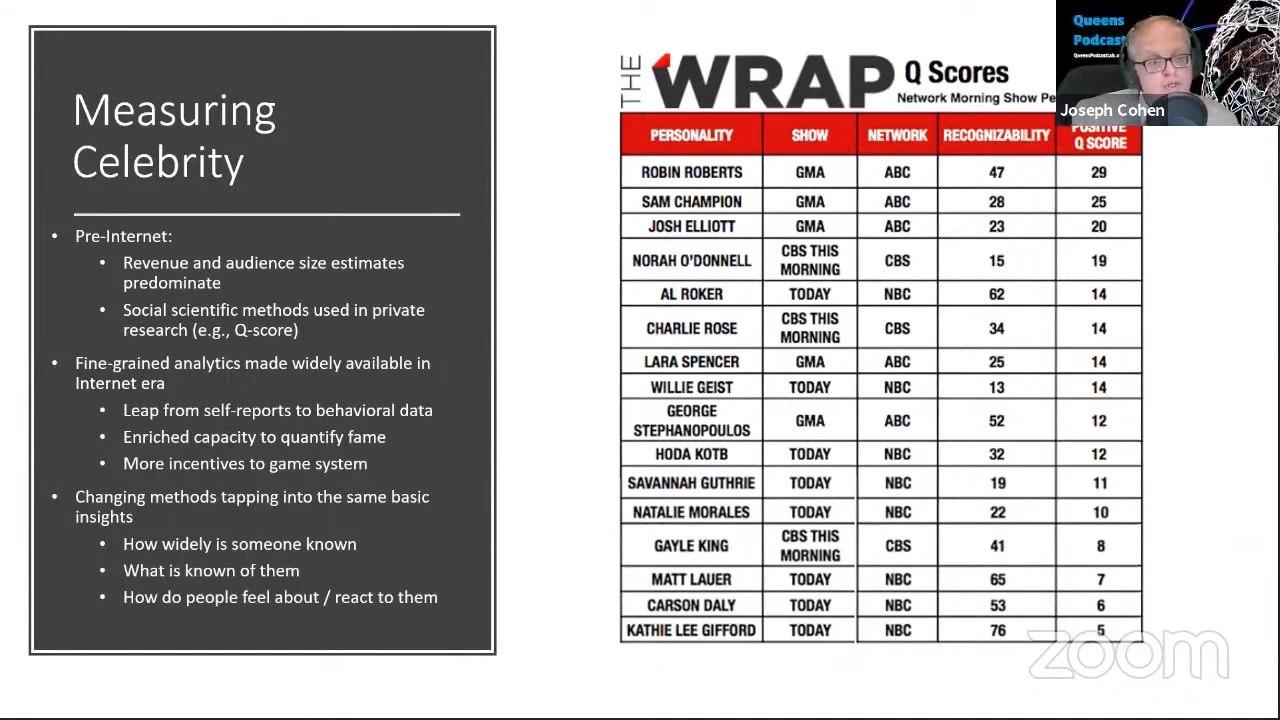 Measuring
Celebrity
• Pre-Internet:
• Revenue and audience size estimates
predominate
• Social scientific methods used in private
research (e.g., Q-score)
• Fine-grained analytics made widely available in
Internet era
• Leap from self-reports to behavioral data
• Enriched capacity to quantify fame
• More incentives to game system
• Changing methods tapping into the same basic
insights
• How widely is someone known
• What is known of them
• How do people feel about / react to them
THE WRAP Q Scores
Network Morning Show Pe
PERSONALITY SHOW NETWORK RECOGNIZABILITY POSITIVE
Q SCORE
ROBIN ROBERTS GMA ABC 47 29
SAM CHAMPION GMA ABC 28 25
JOSH ELLIOTT GMA ABC 23 20
NORAH O'DONNELL CBS THIS
MORNING CBS 15 19
AL ROKER TODAY NBC 62 14
CHARLIE ROSE CBS THIS
MORNING CBS 34 14
LARA SPENCER GMA ABC 25 14
WILLIE GEIST TODAY NBC 13 14
GEORGE
STEPHANOPOULOS GMA ABC 52 12
HODA KOTB TODAY NBC 32 12
SAVANNAH GUTHRIE TODAY NBC 19 11
NATALIE MORALES TODAY NBC 22 10
GAYLE KING CBS THIS
MORNING CBS 41 8
MATT LAUER TODAY NBC 65 7
CARSON DALY TODAY NBC 53 6
KATHIE LEE GIFFORD TODAY NBC 76 5
Queens
Podcast
Joseph Cohen
zoom